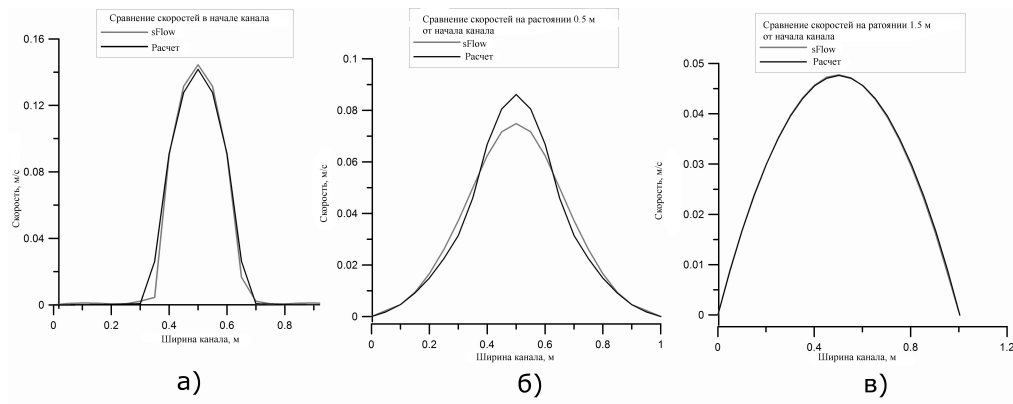 Сравнение скоростей в начале канала
sFlow
Расчет
0.16
0.12
0.08
0.04
0
Скорость, м/с
0 0.2 0.4 0.6 0.8
Ширина канала, м
а)
Сравнение скоростей на растоянии 0.5 м
от начала канала
sFlow
Расчет
0.1
0.08
0.06
0.04
0.02
0
Скорость, м/с
0 0.2 0.4 0.6 0.8 1
Ширина канала, м
б)
Сравнение скоростей на ратоянии 1.5 м
от начала канала
sFlow
Расчет
0.05
0.04
0.03
0.02
0.01
0
Скорость, м/с
0 0.4 0.8 1.2
Ширина канала, м
в)